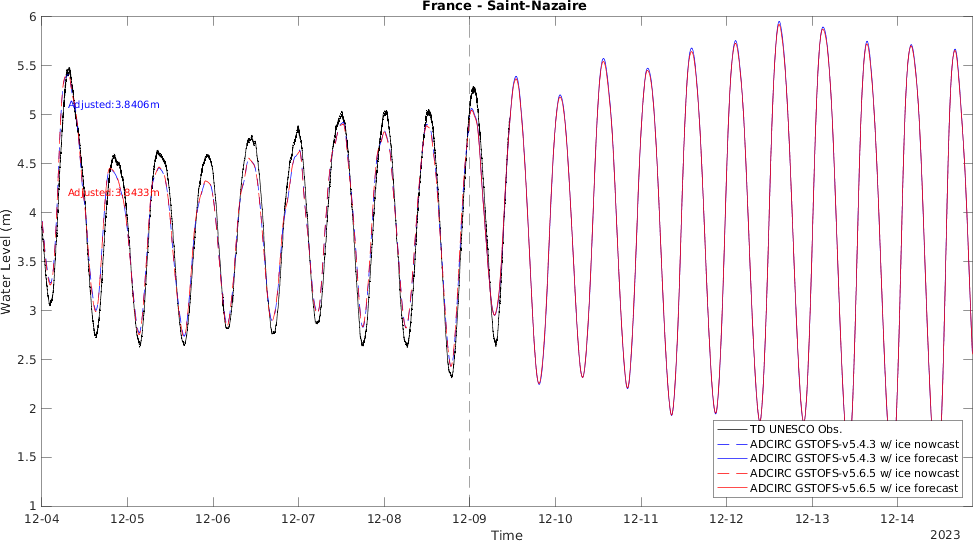 France - Saint-Nazaire
6
5.5
5
4.5
4
3.5
3
2.5
2
1.5
1
Water Level (m)
Adjusted:3.8406m
Adjusted:3.8433m
TD UNESCO Obs.
ADCIRC GSTOFS-v5.4.3 w/ ice nowcast
ADCIRC GSTOFS-v5.4.3 w/ ice forecast
ADCIRC GSTOFS-v5.6.5 w/ ice nowcast
ADCIRC GSTOFS-v5.6.5 w/ ice forecast
12-04 12-05 12-06 12-07 12-08 12-09 12-10 12-11 12-12 12-13 12-14
Time
2023